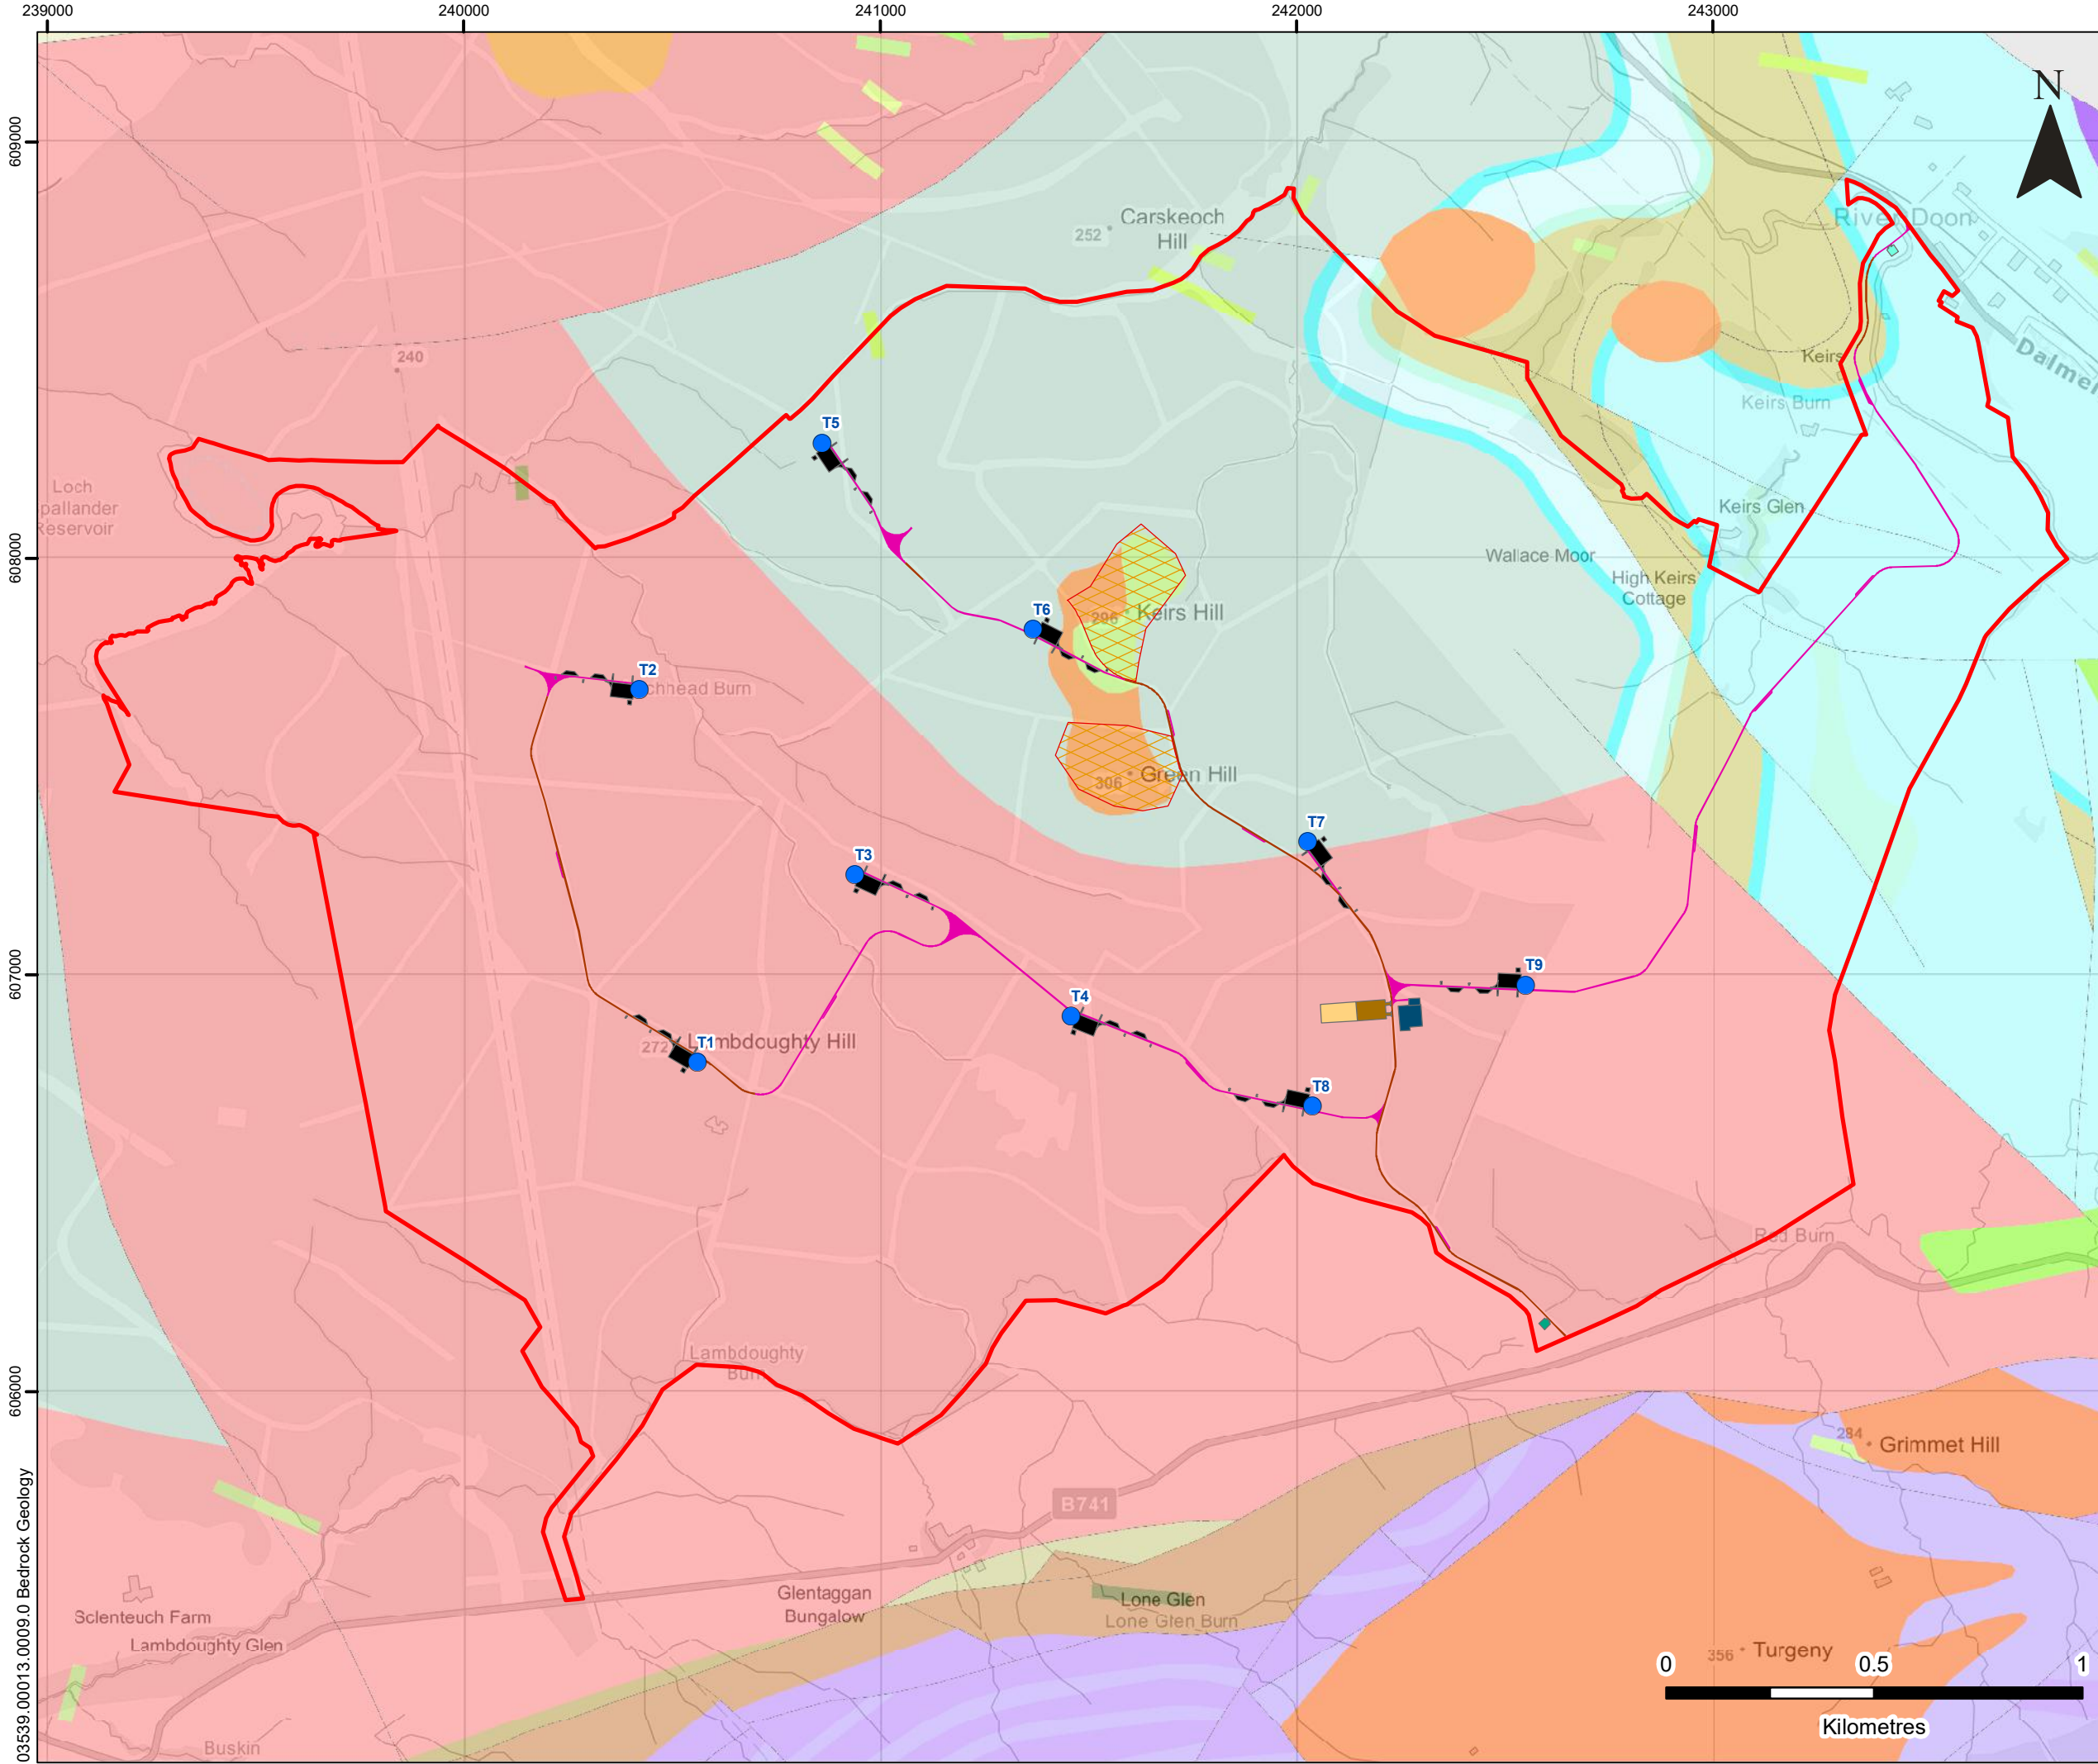 239000
240000
241000
242000
243000
609000
N
Carskeoch
Hill
252
River Doon
240
Keirs
Keirs Burn
T5
Loch
pallander
Reservoir
Keirs Glen
608000
Wallace Moor
High Keirs
Cottage
T6
296
Keirs Hill
T2
chhead Burn
306
Green Hill
T7
T3
T9
607000
T4
272
Lambdoughty Hill
T1
T8
Red Burn
Lambdoughty
Burn
606000
284
Grimmet Hill
B741
Glentaggan
Bungalow
Lone Glen
Lone Glen Burn
Sclenteuch Farm
Lambdoughty Glen
356
Turgeny
0
0.5
1
Kilometres
Buskin
03539.00013.0009.0 Bedrock Geology